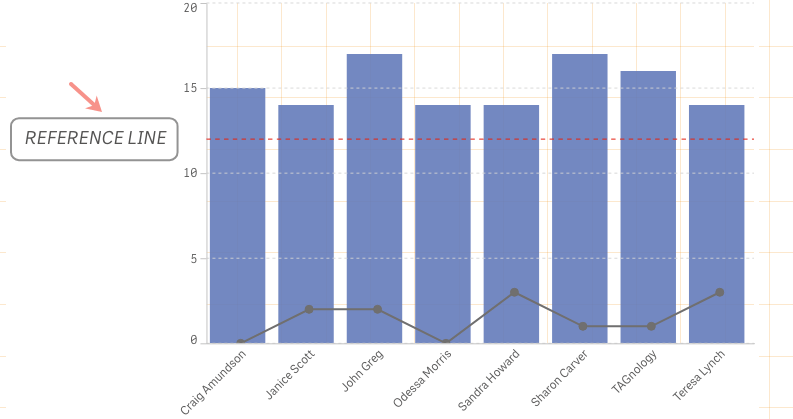 20
15
REFERENCE LINE
10
5
0
Craig Amundson
Janice Scott
John Greg
Odessa Morris
Sandra Howard
Sharon Carver
TAGnology
Teresa Lynch